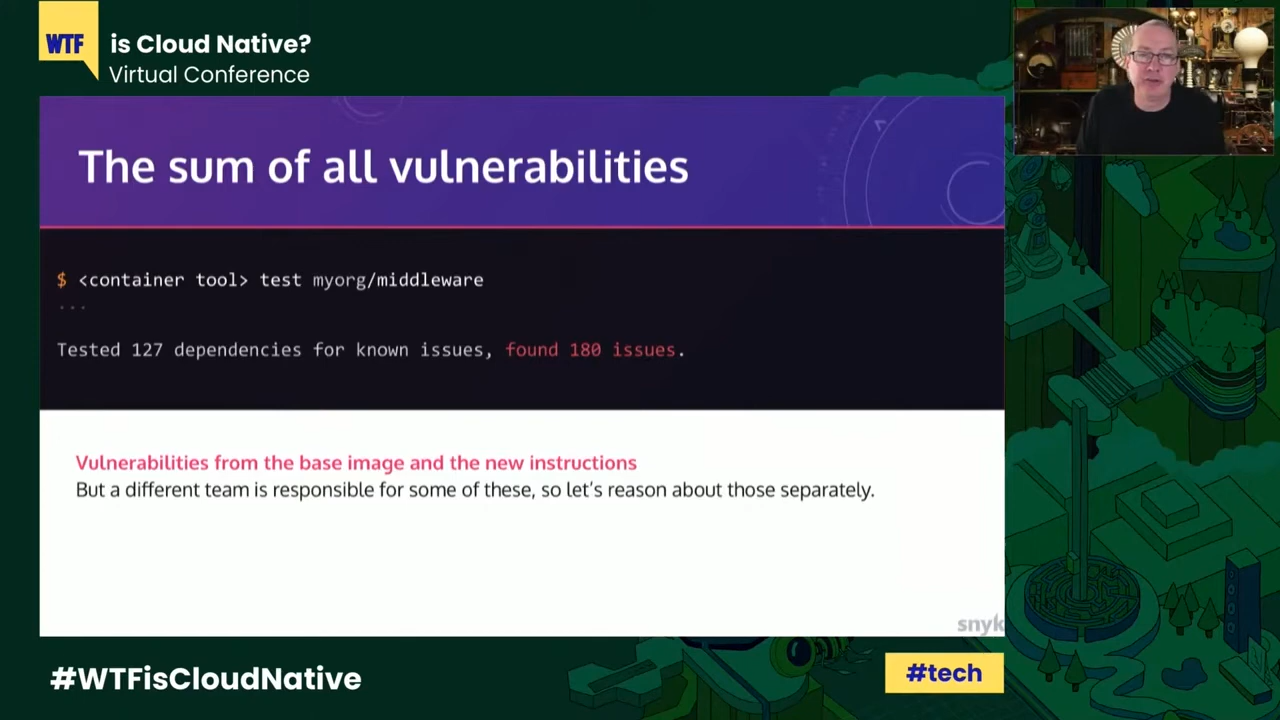 WTF is Cloud Native?
Virtual Conference
The sum of all vulnerabilities
$ <container tool> test myorg/middleware
...
Tested 127 dependencies for known issues, found 180 issues.
Vulnerabilities from the base image and the new instructions
But a different team is responsible for some of these, so let's reason about those separately.
snyk
#WTFisCloudNative
#tech